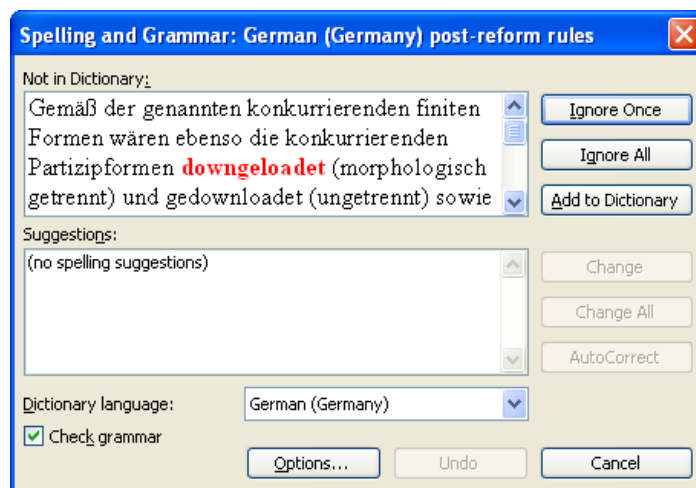 Spelling and Grammar: German (Germany) post-reform rules
Not in Dictionary:
Gemäß der genannten konkurrierenden finiten
Formen wären ebenso die konkurrierenden
Partizipformen downgeloadet (morphologisch
getrennt) und gedownloadet (ungetrennt) sowie
Ignore Once
Ignore All
Add to Dictionary
Suggestions:
(no spelling suggestions)
Change
Change All
AutoCorrect
Dictionary language:
German (Germany)
Check grammar
Options...
Undo
Cancel